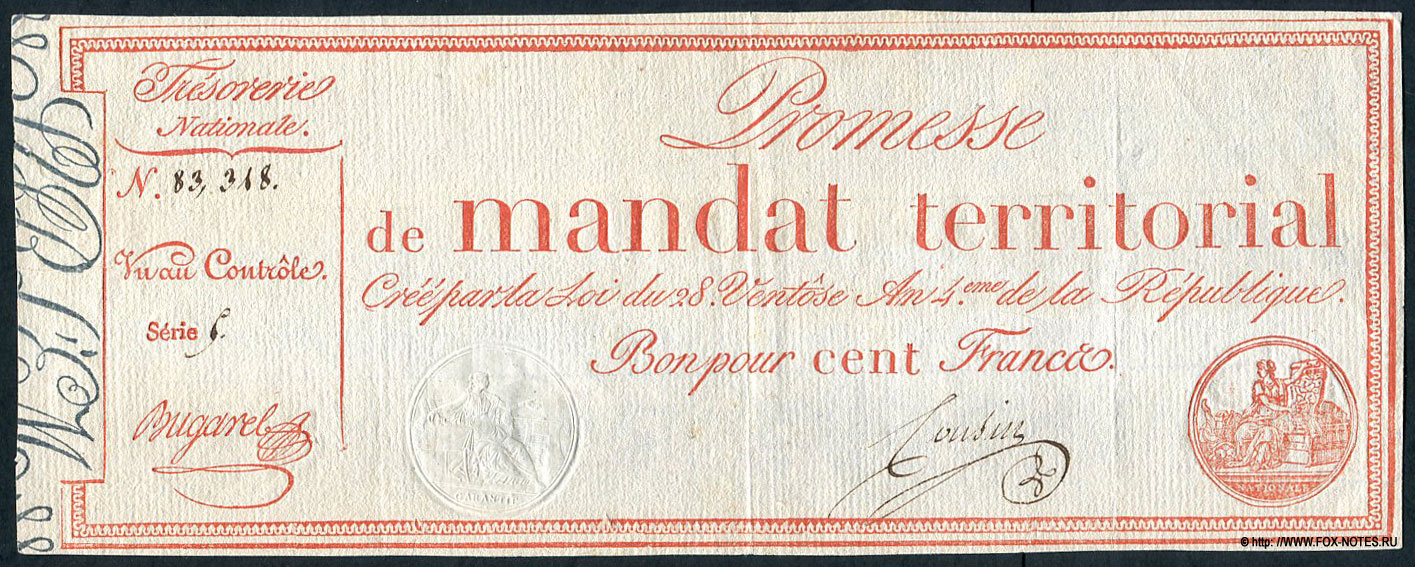 Trésorerie
Nationale.
N. 83,318.
Vu au Contrôle.
Série 6.
Bugarel
Promesse
de mandat territorial
Créé par la Loi du 28. Ventôse An 4.eme de la République.
Bon pour cent Francs.
GARANTIE
Cousin
© http: //WWW.FOX-NOTES.RU